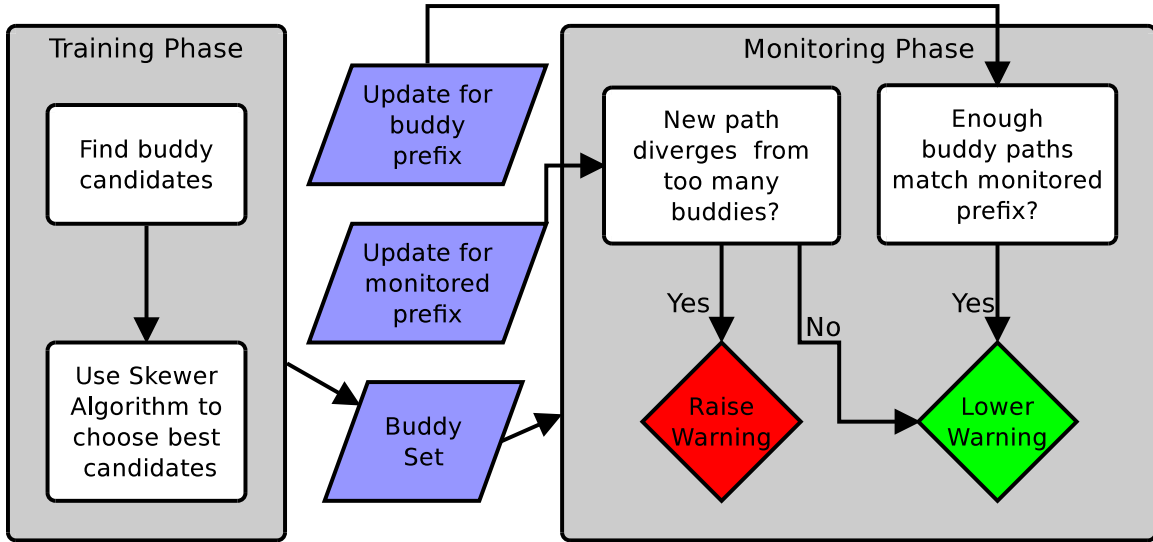 Training Phase
Find buddy
candidates
Use Skewer
Algorithm to
choose best
candidates
Update for
buddy
prefix
Update for
monitored
prefix
Buddy
Set
Monitoring Phase
New path
diverges from
too many
buddies?
Enough
buddy paths
match monitored
prefix?
Yes
No
Yes
Raise
Warning
Lower
Warning